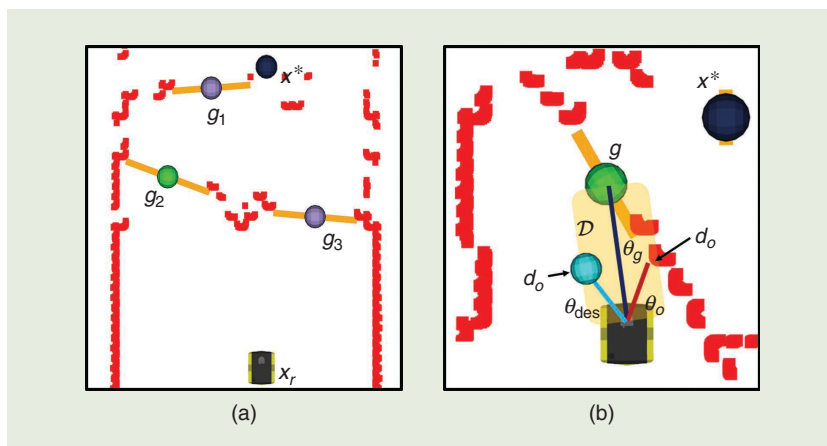 x*
g1
g2
g3
xr
(a)
x*
g
𝒟
do
θg
do
θdes
θo
(b)